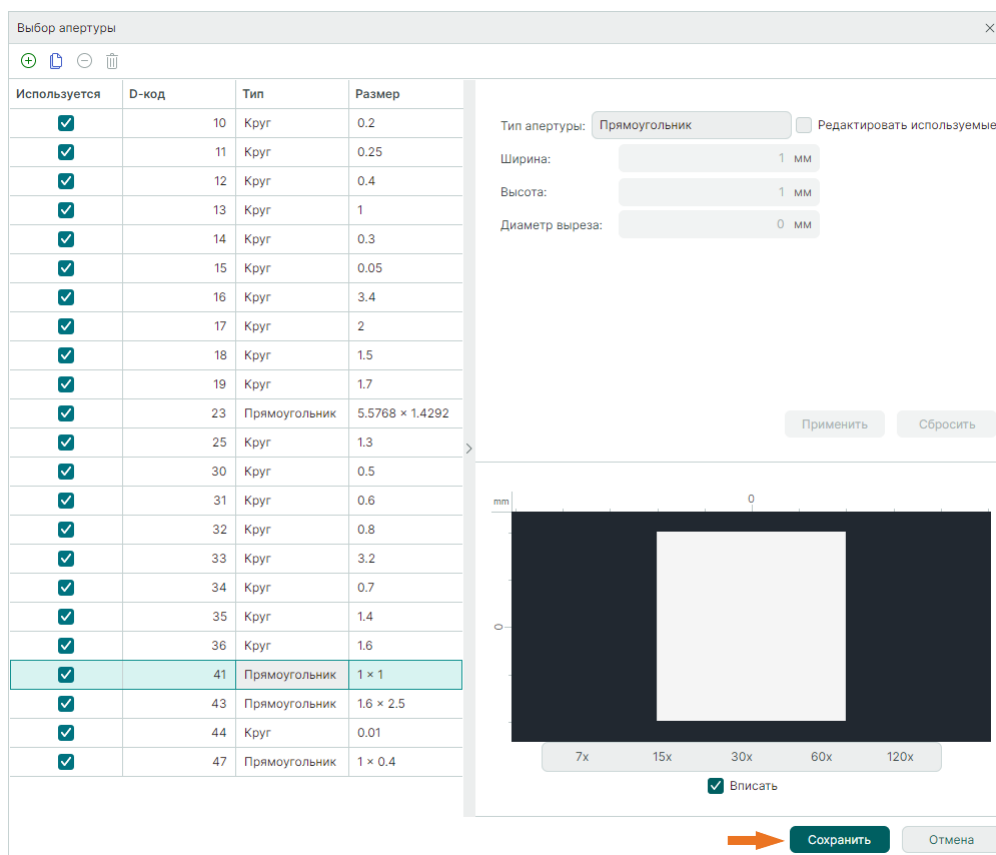 Выбор апертуры
Используется D-код Тип Размер
10 Круг 0.2
11 Круг 0.25
12 Круг 0.4
13 Круг 1
14 Круг 0.3
15 Круг 0.05
16 Круг 3.4
17 Круг 2
18 Круг 1.5
19 Круг 1.7
23 Прямоугольник 5.5768 × 1.4292
25 Круг 1.3
30 Круг 0.5
31 Круг 0.6
32 Круг 0.8
33 Круг 3.2
34 Круг 0.7
35 Круг 1.4
36 Круг 1.6
41 Прямоугольник 1 × 1
43 Прямоугольник 1.6 × 2.5
44 Круг 0.01
47 Прямоугольник 1 × 0.4
Тип апертуры: Прямоугольник Редактировать используемые
Ширина: 1 мм
Высота: 1 мм
Диаметр выреза: 0 мм
Применить Сбросить
mm 0
0
7x 15x 30x 60x 120x
Вписать
Сохранить Отмена